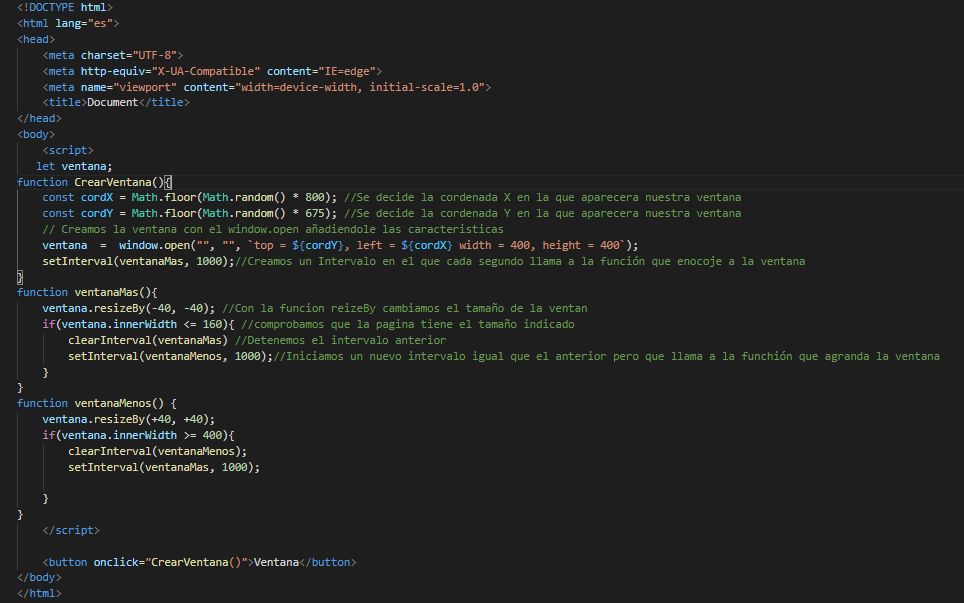 <!DOCTYPE html>
<html lang="es">
<head>
    <meta charset="UTF-8">
    <meta http-equiv="X-UA-Compatible" content="IE=edge">
    <meta name="viewport" content="width=device-width, initial-scale=1.0">
    <title>Document</title>
</head>
<body>
    <script>
   let ventana;
function CrearVentana(){
    const cordX = Math.floor(Math.random() * 800); //Se decide la cordenada X en la que aparecera nuestra ventana
    const cordY = Math.floor(Math.random() * 675); //Se decide la cordenada Y en la que aparecera nuestra ventana
    // Creamos la ventana con el window.open añadiendole las caracteristicas
    ventana  =  window.open("", "", `top = ${cordY}, left = ${cordX} width = 400, height = 400`);
    setInterval(ventanaMas, 1000);//Creamos un Intervalo en el que cada segundo llama a la función que enocoje a la ventana
}
function ventanaMas(){
    ventana.resizeBy(-40, -40); //Con la funcion reizeBy cambiamos el tamaño de la ventan
    if(ventana.innerWidth <= 160){ //comprobamos que la pagina tiene el tamaño indicado
        clearInterval(ventanaMas) //Detenemos el intervalo anterior
        setInterval(ventanaMenos, 1000);//Iniciamos un nuevo intervalo igual que el anterior pero que llama a la funchión que agranda la ventana
    }
}
function ventanaMenos() {
    ventana.resizeBy(+40, +40);
    if(ventana.innerWidth >= 400){
        clearInterval(ventanaMenos);
        setInterval(ventanaMas, 1000);

    }
}
    </script>

    <button onclick="CrearVentana()">Ventana</button>
</body>
</html>